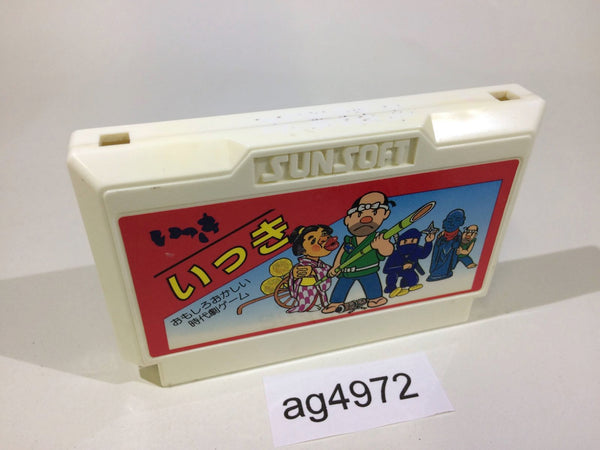 SUNSOFT
いっき
いっき
おもしろおかしい
時代劇ゲーム
ag4972